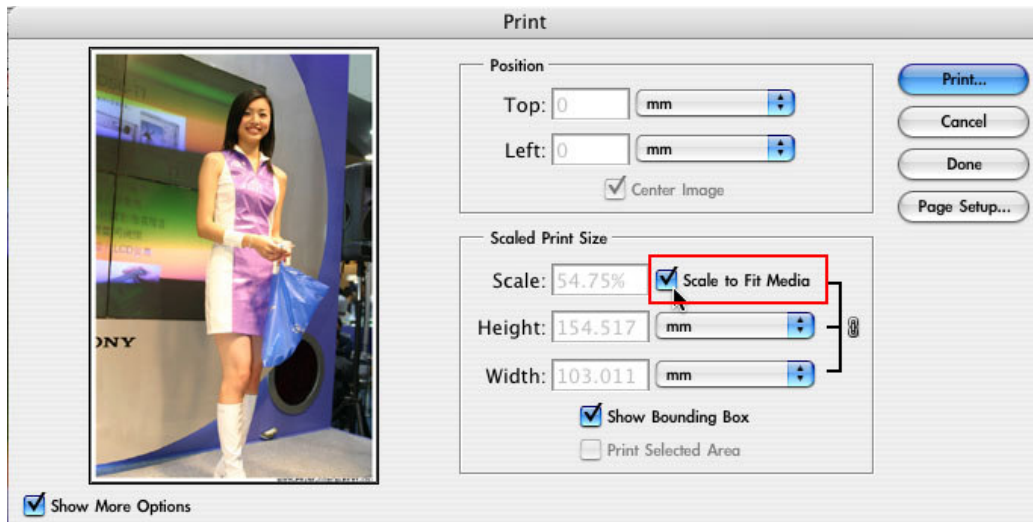 Print
Position
Top: 0 mm
Left: 0 mm
Center Image
Print...
Cancel
Done
Page Setup...
Scaled Print Size
Scale: 54.75% Scale to Fit Media
Height: 154.517 mm
Width: 103.011 mm
Show Bounding Box
Print Selected Area
ONY
Show More Options